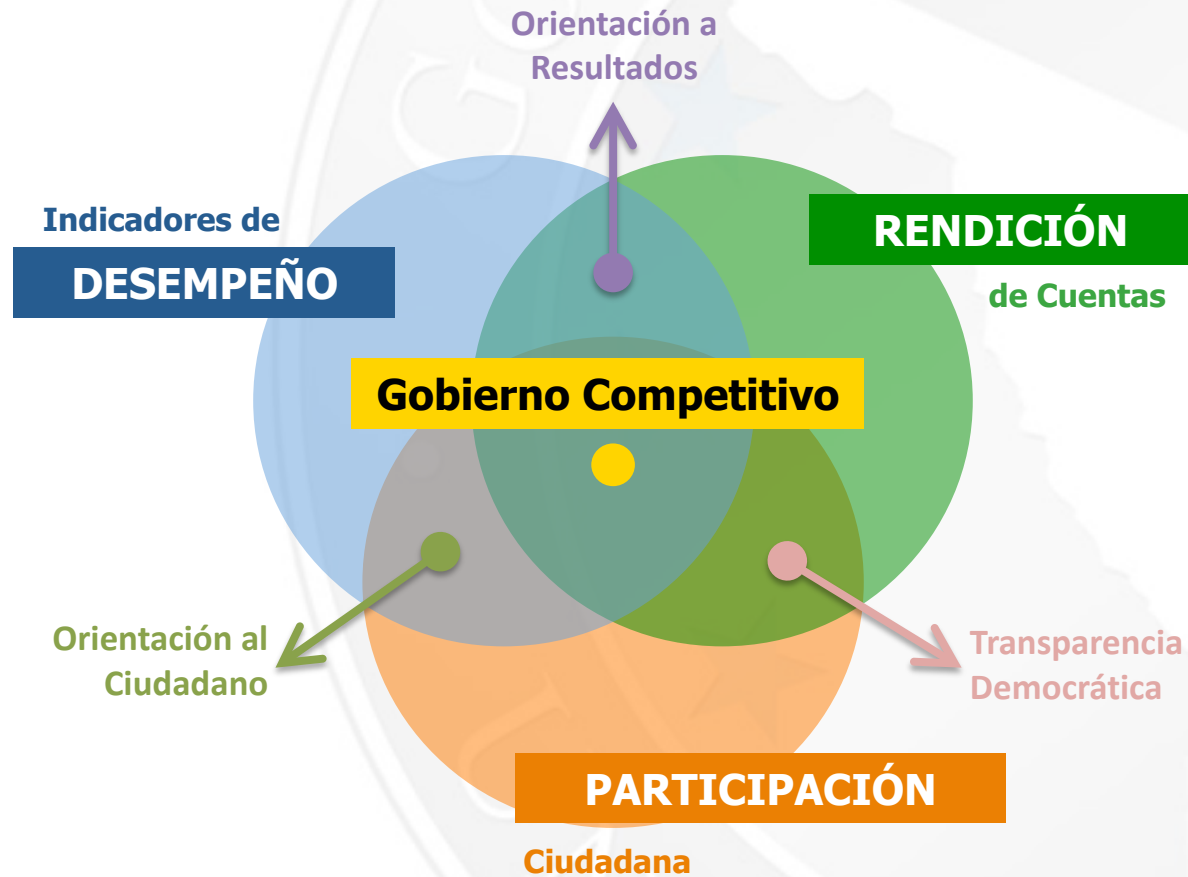 Orientación a
Resultados
Indicadores de
DESEMPEÑO
RENDICIÓN
de Cuentas
Gobierno Competitivo
Orientación al
Ciudadano
Transparencia
Democrática
PARTICIPACIÓN
Ciudadana